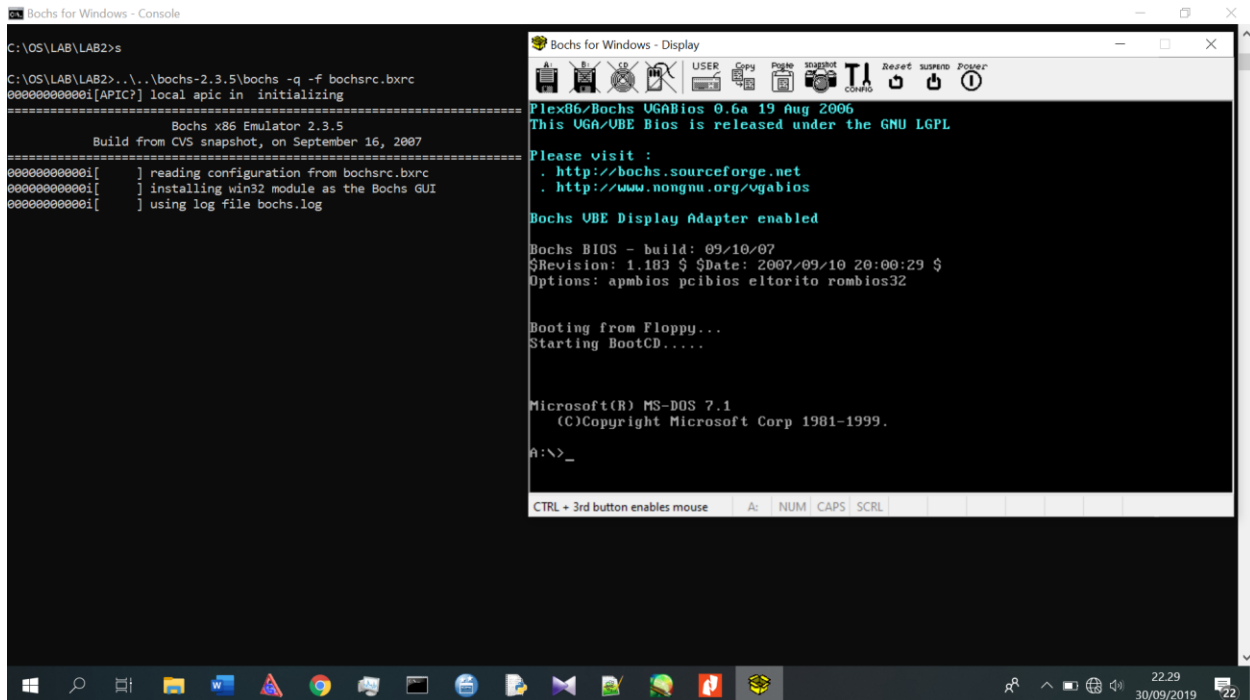 Bochs for Windows - Console
C:\OS\LAB\LAB2>s
C:\OS\LAB\LAB2>..\..\bochs-2.3.5\bochs -q -f bochsrc.bxrc
00000000000i[APIC?] local apic in  initializing
========================================================================
Bochs x86 Emulator 2.3.5
Build from CVS snapshot, on September 16, 2007
========================================================================
00000000000i[     ] reading configuration from bochsrc.bxrc
00000000000i[     ] installing win32 module as the Bochs GUI
00000000000i[     ] using log file bochs.log
Bochs for Windows - Display
A: B: CD USER Copy Paste snapshot CONFIG Reset SUSPEND Power
Plex86/Bochs VGABios 0.6a 19 Aug 2006
This VGA/VBE Bios is released under the GNU LGPL
Please visit :
. http://bochs.sourceforge.net
. http://www.nongnu.org/vgabios
Bochs VBE Display Adapter enabled
Bochs BIOS - build: 09/10/07
$Revision: 1.183 $ $Date: 2007/09/10 20:00:29 $
Options: apmbios pcibios eltorito rombios32
Booting from Floppy...
Starting BootCD.....
Microsoft(R) MS-DOS 7.1
(C)Copyright Microsoft Corp 1981-1999.
A:\>_
CTRL + 3rd button enables mouse A: NUM CAPS SCRL
22.29
30/09/2019
22